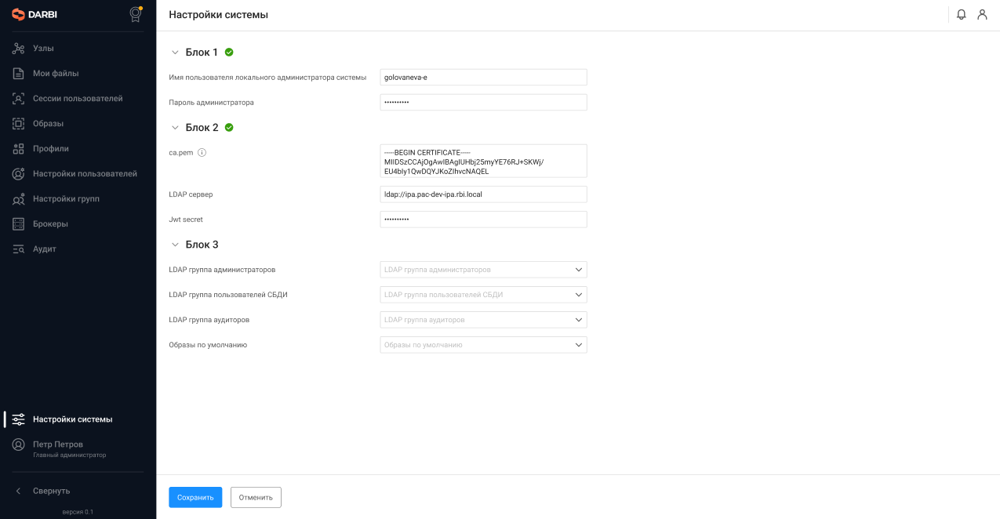 DARBI
Узлы
Мои файлы
Сессии пользователей
Образы
Профили
Настройки пользователей
Настройки групп
Брокеры
Аудит
Настройки системы
Петр Петров
Главный администратор
Свернуть
версия 0.1
Настройки системы
Блок 1
Имя пользователя локального администратора системы
golovaneva-e
Пароль администратора
••••••••••
Блок 2
ca.pem
-----BEGIN CERTIFICATE-----
MIIDSzCCAjOgAwIBAgIUHbj25myYE76RJ+SKWj/
EU4bIy1QwDQYJKoZIhvcNAQEL
LDAP сервер
ldap://ipa.pac-dev-ipa.rbi.local
Jwt secret
••••••••••
Блок 3
LDAP группа администраторов
LDAP группа администраторов
LDAP группа пользователей СБДИ
LDAP группа пользователей СБДИ
LDAP группа аудиторов
LDAP группа аудиторов
Образы по умолчанию
Образы по умолчанию
Сохранить
Отменить